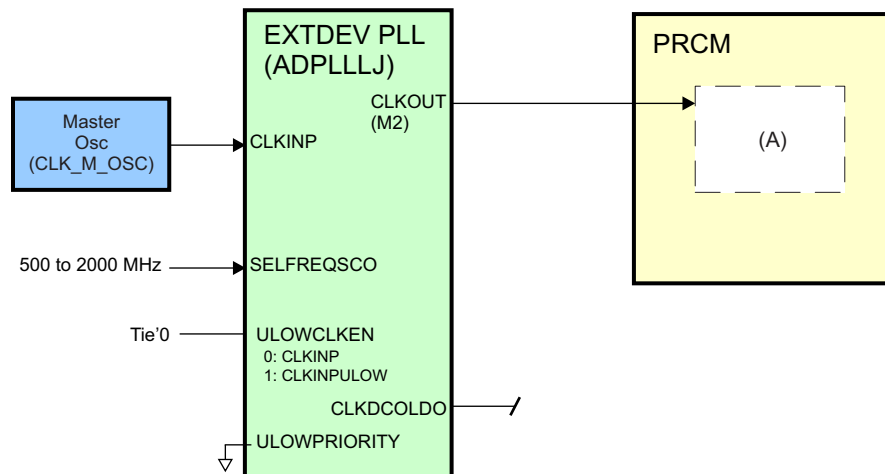 EXTDEV PLL
(ADPLLLJ)
PRCM
CLKOUT
(M2)
Master
Osc
(CLK_M_OSC)
CLKINP
(A)
500 to 2000 MHz
SELFREQSCO
Tie'0
ULOWCLKEN
0: CLKINP
1: CLKINPULOW
CLKDCOLDO
ULOWPRIORITY